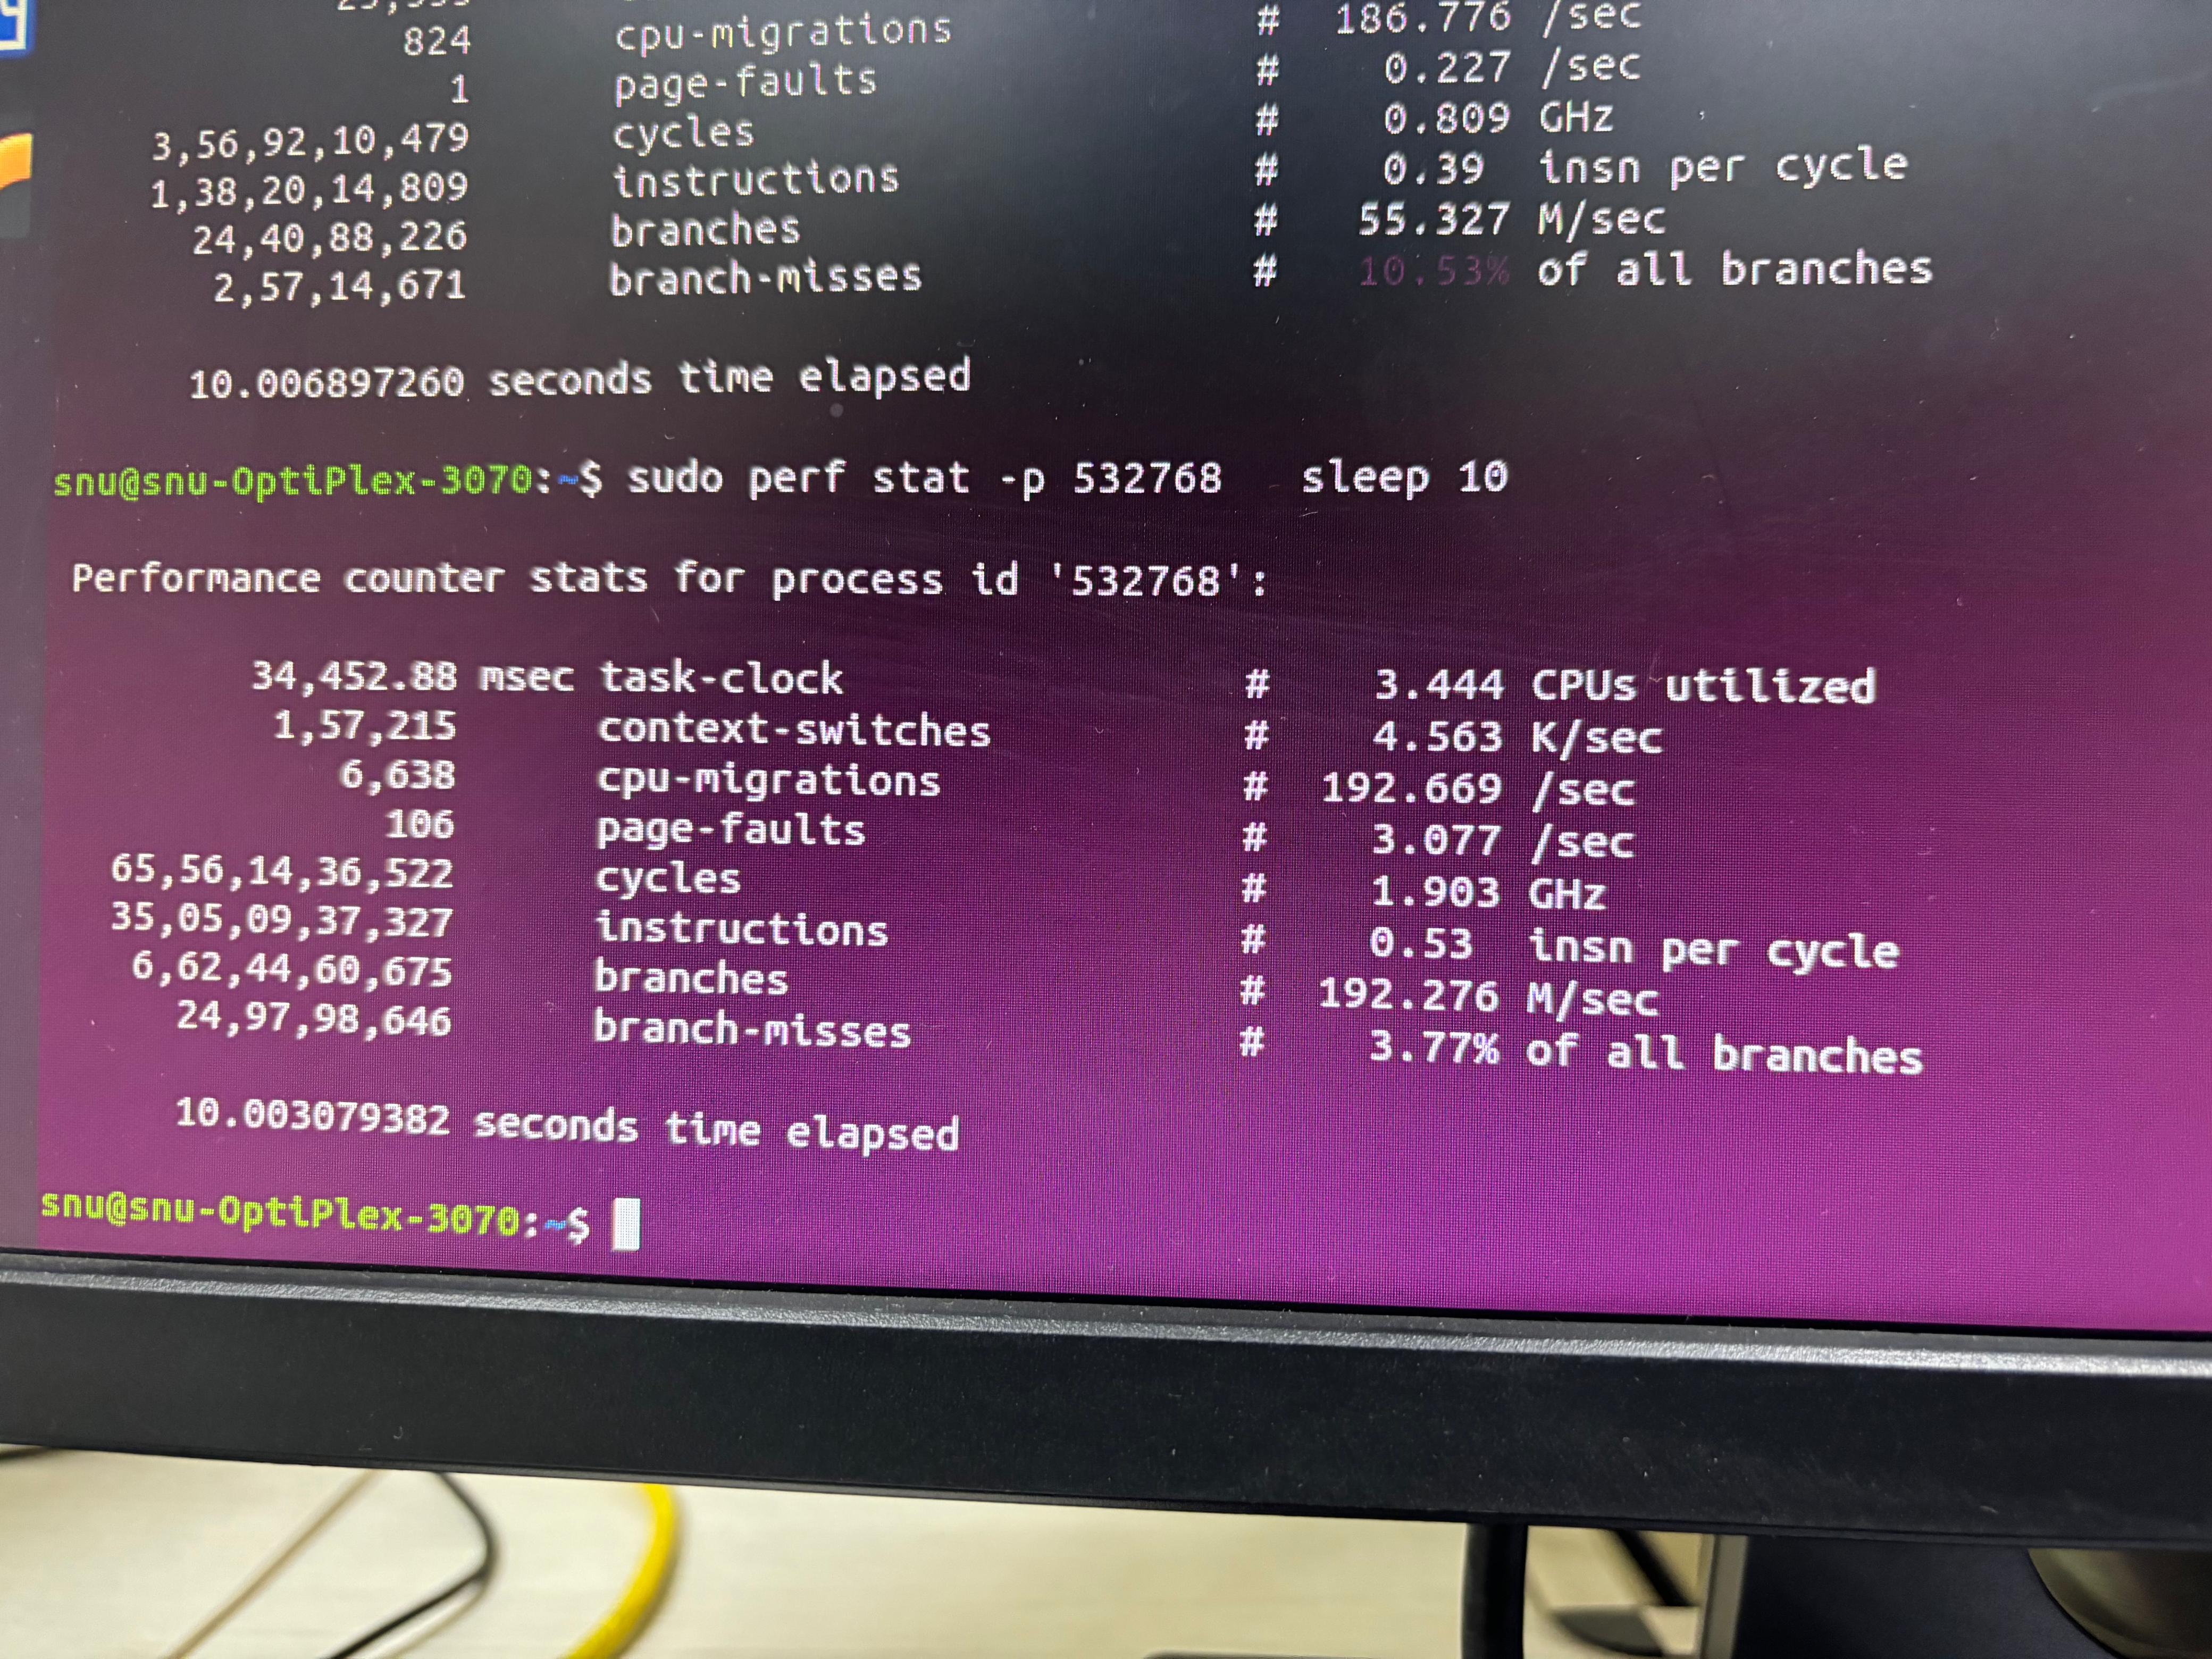 824 cpu-migrations # 186.776 /sec
1 page-faults # 0.227 /sec
3,56,92,10,479 cycles # 0.809 GHz
1,38,20,14,809 instructions # 0.39 insn per cycle
24,40,88,226 branches # 55.327 M/sec
2,57,14,671 branch-misses # 10.53% of all branches
10.006897260 seconds time elapsed
snu@snu-OptiPlex-3070:~$ sudo perf stat -p 532768 sleep 10
Performance counter stats for process id '532768':
34,452.88 msec task-clock # 3.444 CPUs utilized
1,57,215 context-switches # 4.563 K/sec
6,638 cpu-migrations # 192.669 /sec
106 page-faults # 3.077 /sec
65,56,14,36,522 cycles # 1.903 GHz
35,05,09,37,327 instructions # 0.53 insn per cycle
6,62,44,60,675 branches # 192.276 M/sec
24,97,98,646 branch-misses # 3.77% of all branches
10.003079382 seconds time elapsed
snu@snu-OptiPlex-3070:~$